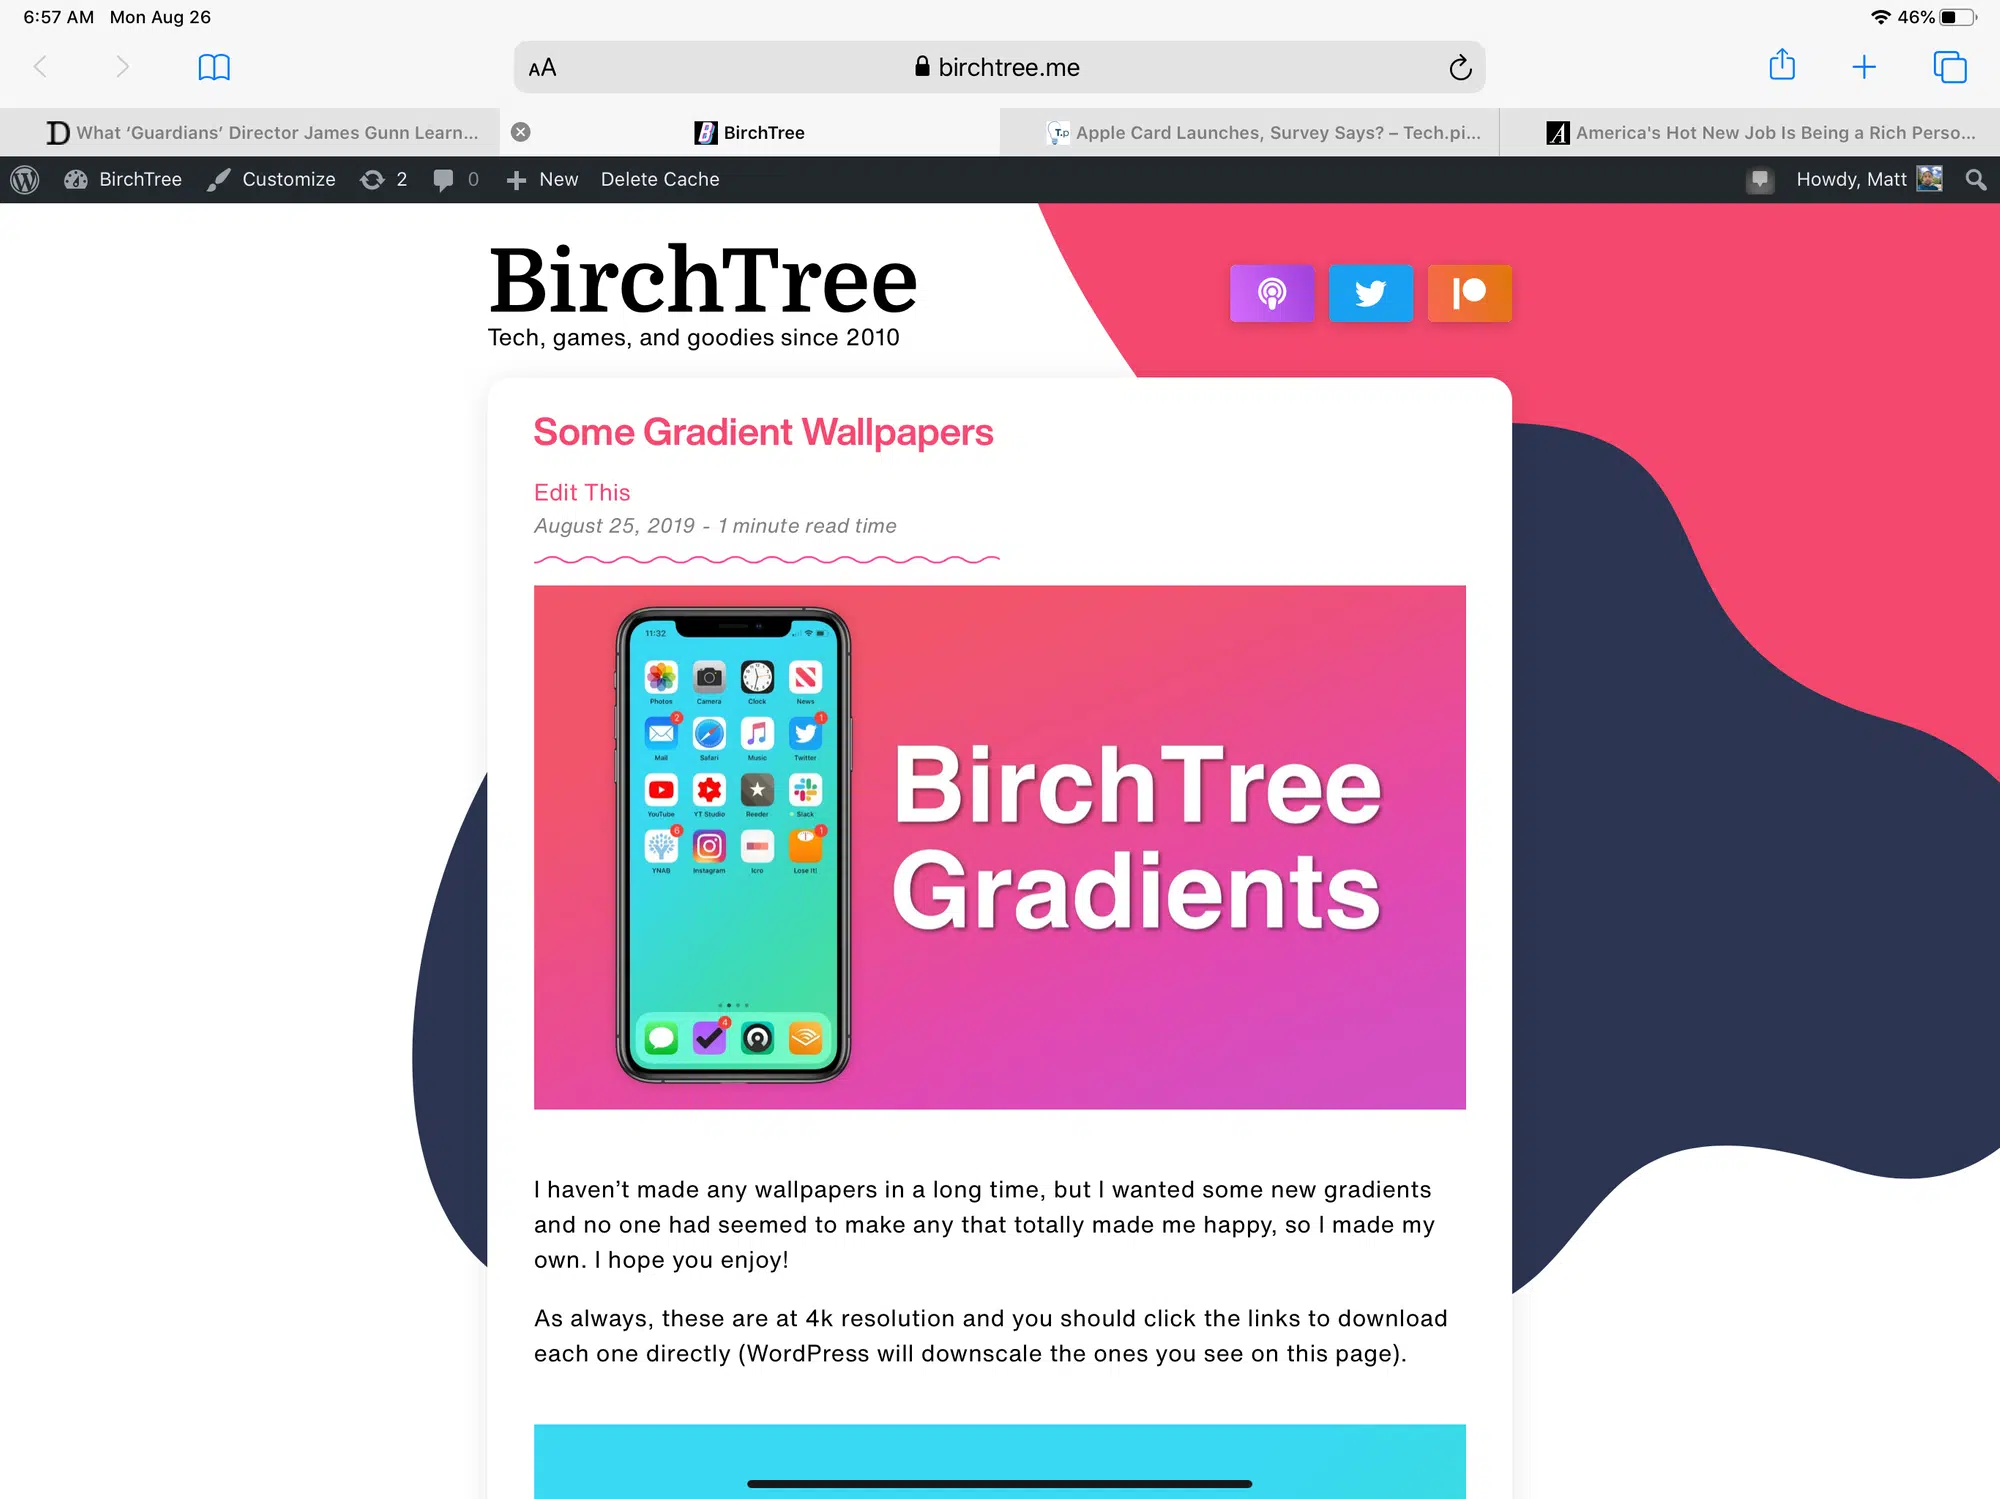 6:57 AM Mon Aug 26
46%
AA
birchtree.me
What ‘Guardians’ Director James Gunn Learn...
BirchTree
T.p
Apple Card Launches, Survey Says? – Tech.pi...
America's Hot New Job Is Being a Rich Perso...
BirchTree
Customize
2
0
New
Delete Cache
Howdy, Matt
BirchTree
Tech, games, and goodies since 2010
Some Gradient Wallpapers
Edit This
August 25, 2019 - 1 minute read time
11:32
Photos Camera Clock News
2 1
Mail Safari Music Twitter
YouTube YT Studio Reeder Slack
6 1
YNAB Instagram Icro Lose It!
4
BirchTree
Gradients
I haven’t made any wallpapers in a long time, but I wanted some new gradients
and no one had seemed to make any that totally made me happy, so I made my
own. I hope you enjoy!
As always, these are at 4k resolution and you should click the links to download
each one directly (WordPress will downscale the ones you see on this page).